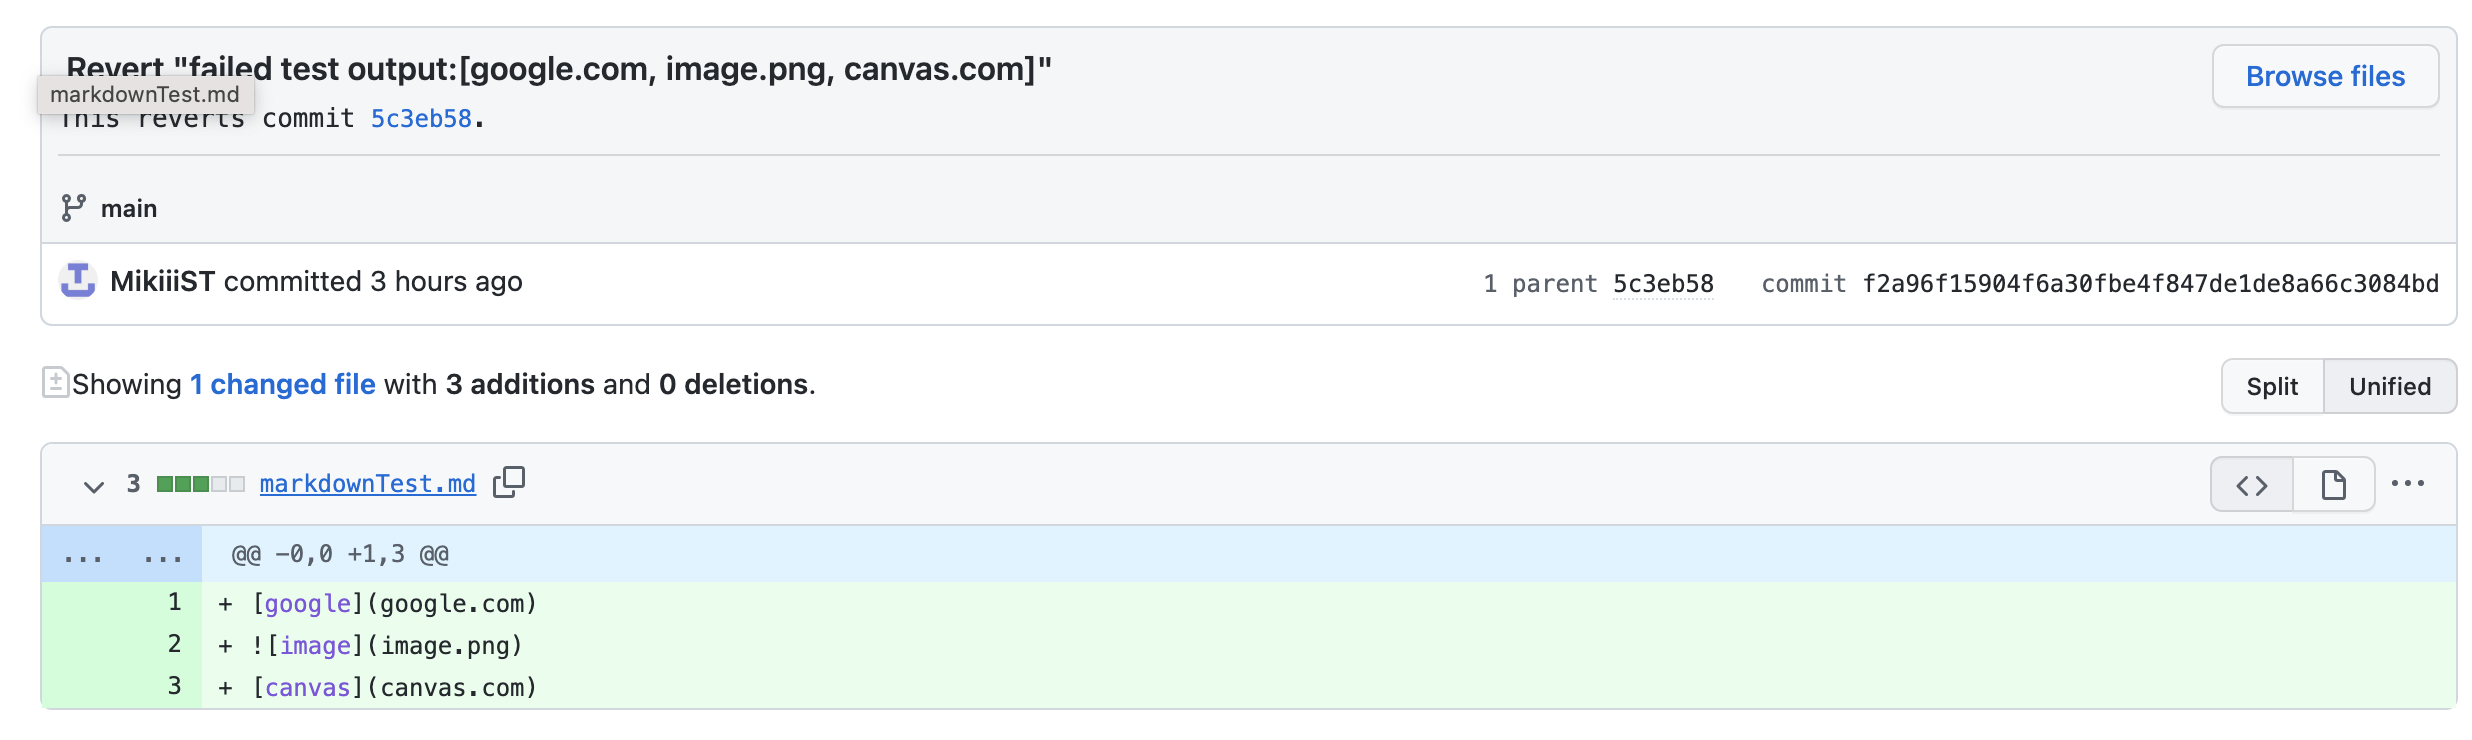 Revert "failed test output:[google.com, image.png, canvas.com]"
Browse files
markdownTest.md
This reverts commit 5c3eb58.
main
MikiiiST committed 3 hours ago
1 parent 5c3eb58 commit f2a96f15904f6a30fbe4f847de1de8a66c3084bd
Showing 1 changed file with 3 additions and 0 deletions.
Split Unified
3 markdownTest.md
... ... @@ -0,0 +1,3 @@
1 + [google](google.com)
2 + ![image](image.png)
3 + [canvas](canvas.com)